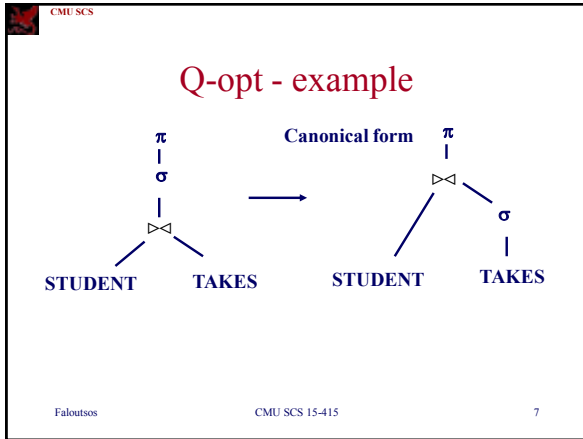 CMU SCS
Q-opt - example
π
σ
⋈
STUDENT TAKES
Canonical form
π
⋈
σ
STUDENT TAKES
Faloutsos CMU SCS 15-415 7